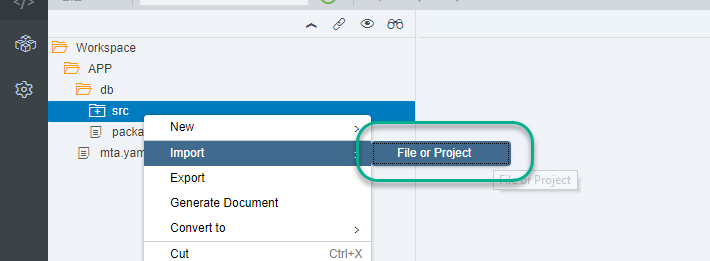 Workspace
APP
db
src
packa
mta.yam
New
Import
Export
Generate Document
Convert to
Cut Ctrl+X
File or Project
File or Project